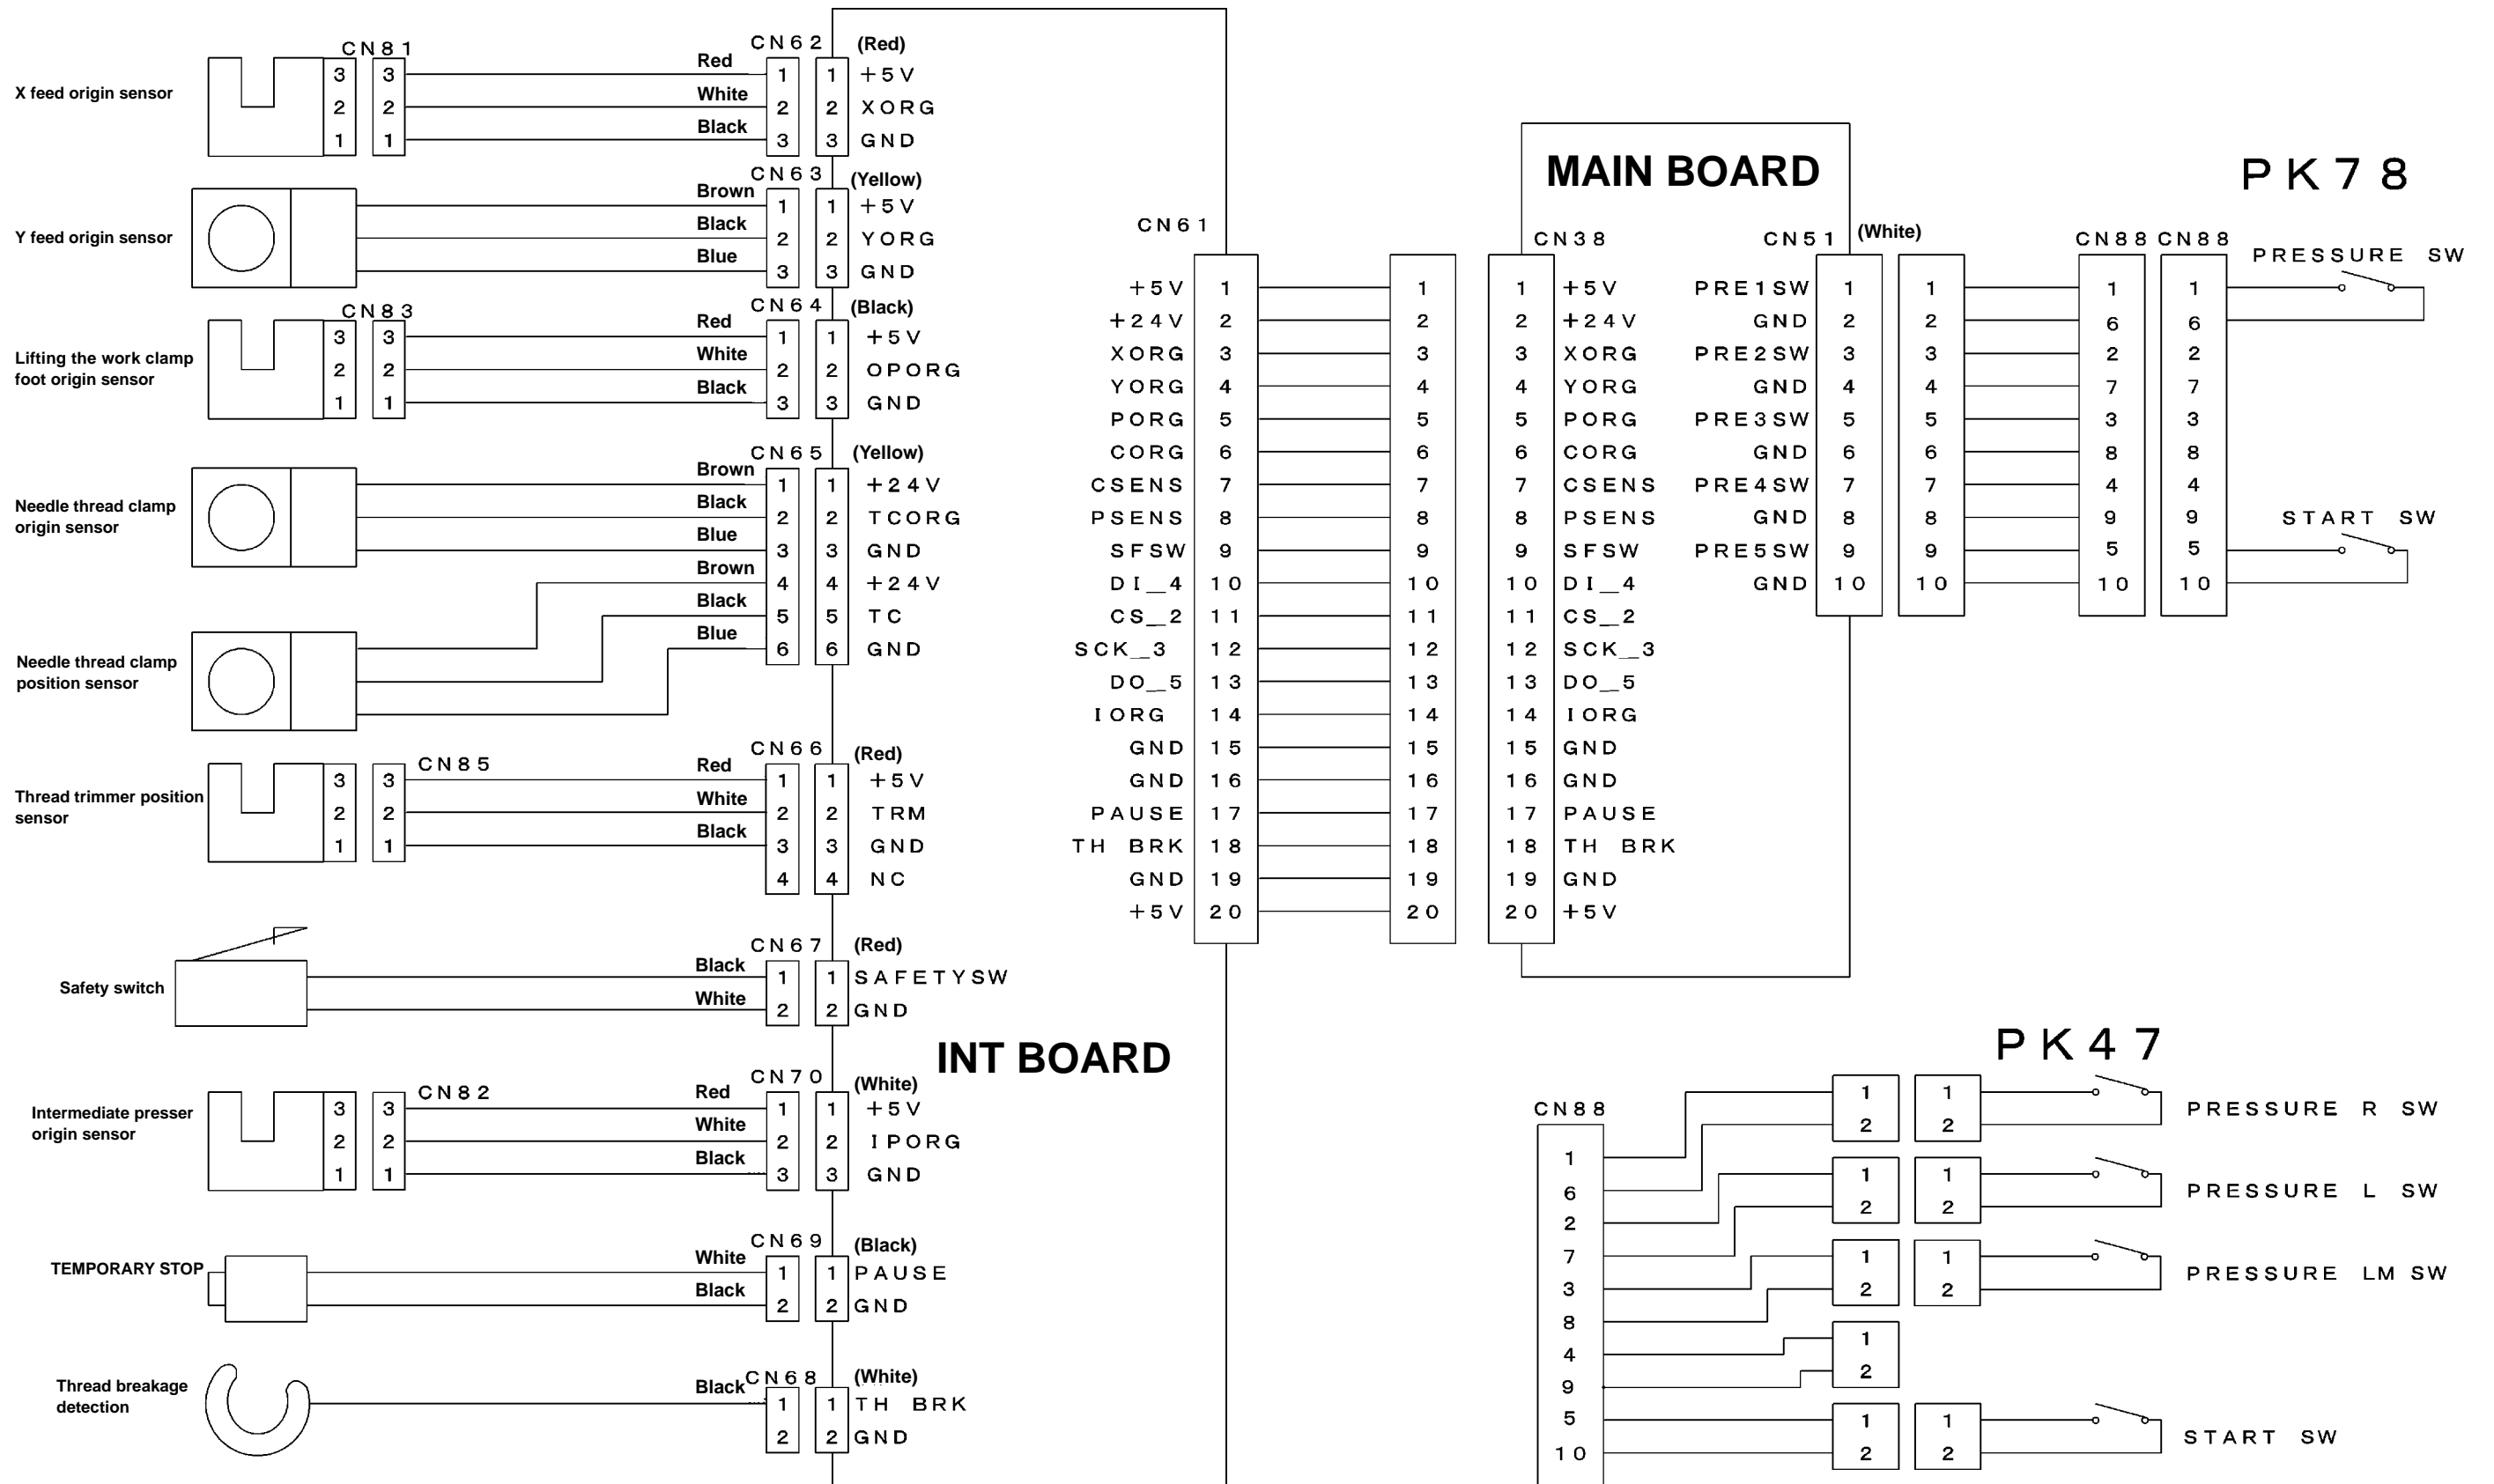 X feed origin sensor
CN81
3 3
2 2
1 1
Red
White
Black
CN62 (Red)
1 1 +5V
2 2 XORG
3 3 GND
Y feed origin sensor
Brown
Black
Blue
CN63 (Yellow)
1 1 +5V
2 2 YORG
3 3 GND
Lifting the work clamp
foot origin sensor
CN83
3 3
2 2
1 1
Red
White
Black
CN64 (Black)
1 1 +5V
2 2 OPORG
3 3 GND
Needle thread clamp
origin sensor
Needle thread clamp
position sensor
Brown
Black
Blue
Brown
Black
Blue
CN65 (Yellow)
1 1 +24V
2 2 TCORG
3 3 GND
4 4 +24V
5 5 TC
6 6 GND
Thread trimmer position
sensor
CN85
3 3
2 2
1 1
Red
White
Black
CN66 (Red)
1 1 +5V
2 2 TRM
3 3 GND
4 4 NC
Safety switch
Black
White
CN67 (Red)
1 1 SAFETYSW
2 2 GND
INT BOARD
Intermediate presser
origin sensor
CN82
3 3
2 2
1 1
Red
White
Black
CN70 (White)
1 1 +5V
2 2 IPORG
3 3 GND
TEMPORARY STOP
White
Black
CN69 (Black)
1 1 PAUSE
2 2 GND
Thread breakage
detection
Black
CN68 (White)
1 1 TH BRK
2 2 GND
MAIN BOARD
CN61 CN38
+5V 1 1 1 +5V
+24V 2 2 2 +24V
XORG 3 3 3 XORG
YORG 4 4 4 YORG
PORG 5 5 5 PORG
CORG 6 6 6 CORG
CSENS 7 7 7 CSENS
PSENS 8 8 8 PSENS
SFSW 9 9 9 SFSW
DI_4 10 10 10 DI_4
CS_2 11 11 11 CS_2
SCK_3 12 12 12 SCK_3
DO_5 13 13 13 DO_5
IORG 14 14 14 IORG
GND 15 15 15 GND
GND 16 16 16 GND
PAUSE 17 17 17 PAUSE
TH BRK 18 18 18 TH BRK
GND 19 19 19 GND
+5V 20 20 20 +5V
PK78
CN51 (White) CN88 CN88
PRE1SW 1 1 1 1
GND 2 2 6 6
PRE2SW 3 3 2 2
GND 4 4 7 7
PRE3SW 5 5 3 3
GND 6 6 8 8
PRE4SW 7 7 4 4
GND 8 8 9 9
PRE5SW 9 9 5 5
GND 10 10 10 10
PRESSURE SW
START SW
PK47
CN88
1
6
2
7
3
8
4
9
5
10
1 1
2 2
PRESSURE R SW
1 1
2 2
PRESSURE L SW
1 1
2 2
PRESSURE LM SW
1
2
1 1
2 2
START SW